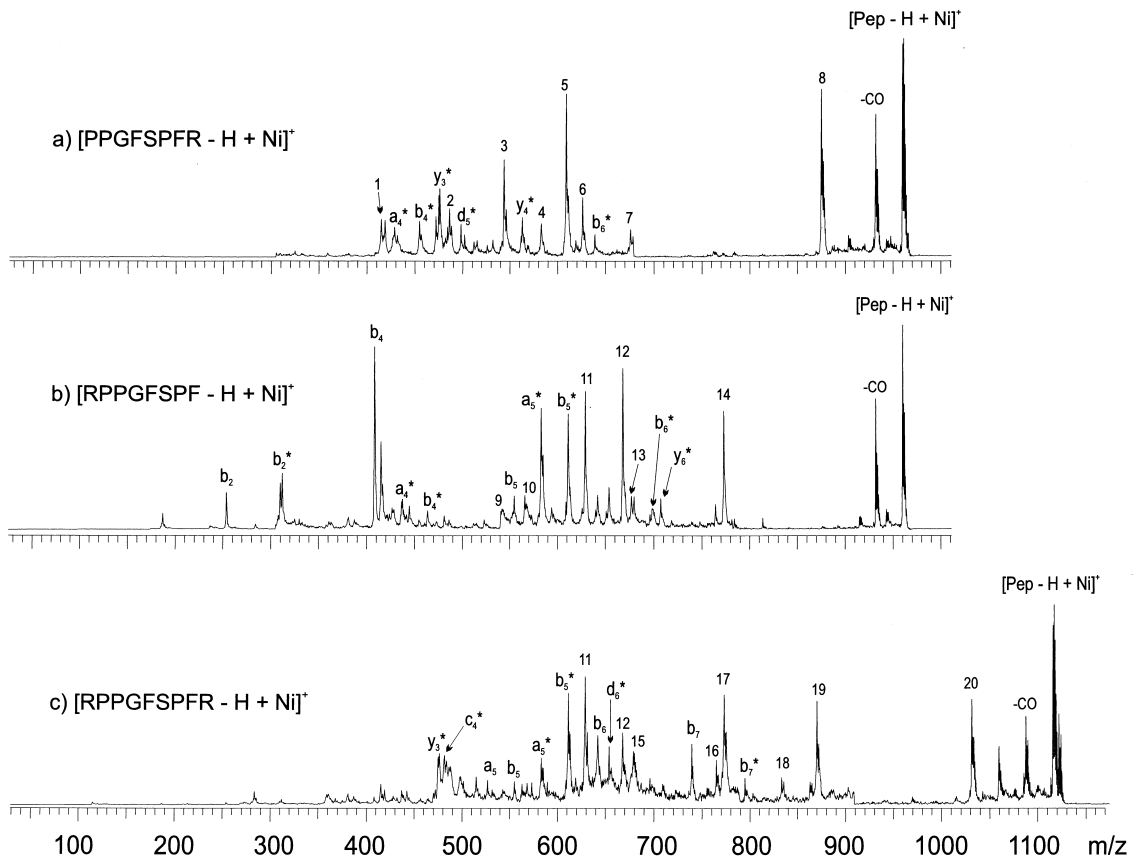 [Pep - H + Ni]⁺
8
5
-CO
a) [PPGFSPFR - H + Ni]⁺
3
1 a₄* b₄* y₃* 2 d₅* y₄* 4 6 b₆* 7
[Pep - H + Ni]⁺
b₄
12
b) [RPPGFSPF - H + Ni]⁺
-CO
11
a₅* b₅* 14
b₆*
b₂ b₂* a₄* b₄* 9 b₅ 10 13 y₆*
[Pep - H + Ni]⁺
11
c) [RPPGFSPFR - H + Ni]⁺
b₅* d₆* 17 19 20
-CO
y₃* c₄* a₅ b₅ a₅* b₆ 12 15 b₇ 16 b₇* 18
100 200 300 400 500 600 700 800 900 1000 1100 m/z